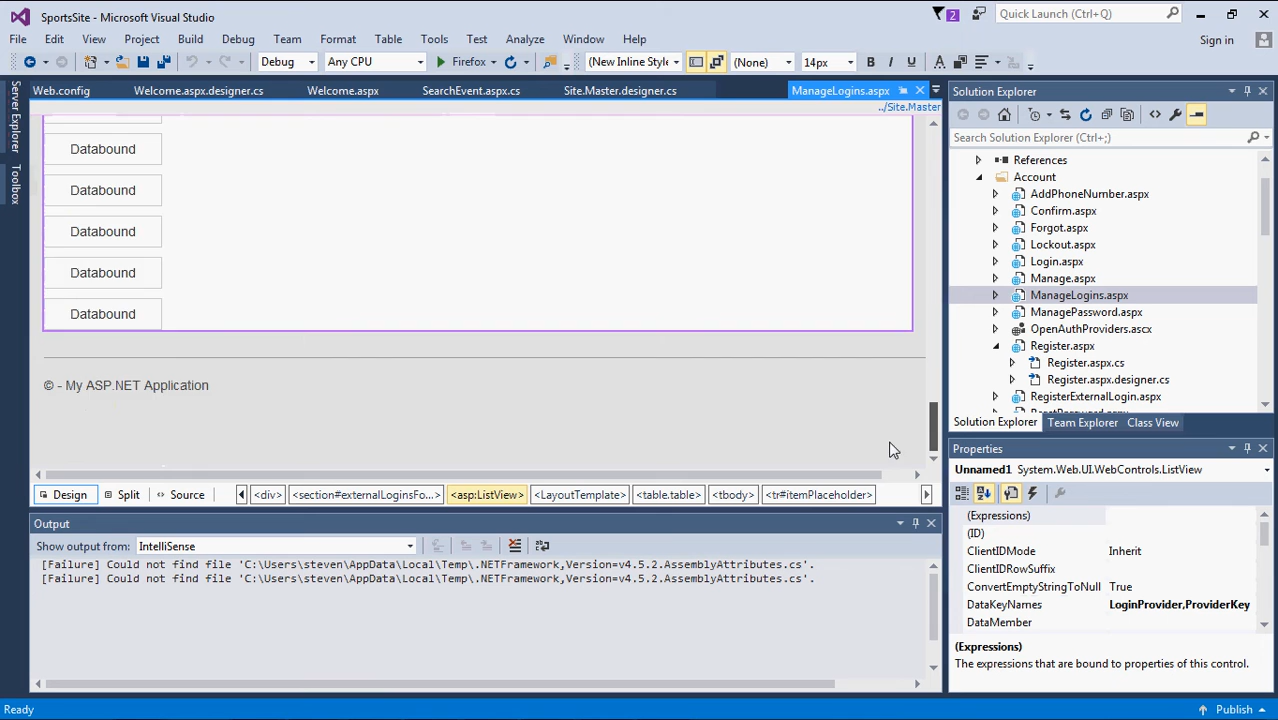 SportsSite - Microsoft Visual Studio
2
Quick Launch (Ctrl+Q)
File Edit View Project Build Debug Team Format Table Tools Test Analyze Window Help
Sign in
Debug Any CPU Firefox (New Inline Style (None) 14px B I U A
Web.config Welcome.aspx.designer.cs Welcome.aspx SearchEvent.aspx.cs Site.Master.designer.cs ManageLogins.aspx
../Site.Master
Server Explorer
Toolbox
Databound
Databound
Databound
Databound
Databound
© - My ASP.NET Application
Design Split Source <div> <section#externalLoginsFo...> <asp:ListView> <LayoutTemplate> <table.table> <tbody> <tr#itemPlaceholder>
Output
Show output from: IntelliSense
[Failure] Could not find file 'C:\Users\steven\AppData\Local\Temp\.NETFramework,Version=v4.5.2.AssemblyAttributes.cs'.
[Failure] Could not find file 'C:\Users\steven\AppData\Local\Temp\.NETFramework,Version=v4.5.2.AssemblyAttributes.cs'.
Solution Explorer
Search Solution Explorer (Ctrl+;)
References
Account
AddPhoneNumber.aspx
Confirm.aspx
Forgot.aspx
Lockout.aspx
Login.aspx
Manage.aspx
ManageLogins.aspx
ManagePassword.aspx
OpenAuthProviders.ascx
Register.aspx
Register.aspx.cs
Register.aspx.designer.cs
RegisterExternalLogin.aspx
Solution Explorer Team Explorer Class View
Properties
Unnamed1 System.Web.UI.WebControls.ListView
(Expressions)
(ID)
ClientIDMode Inherit
ClientIDRowSuffix
ConvertEmptyStringToNull True
DataKeyNames LoginProvider,ProviderKey
DataMember
(Expressions)
The expressions that are bound to properties of this control.
Ready
Publish